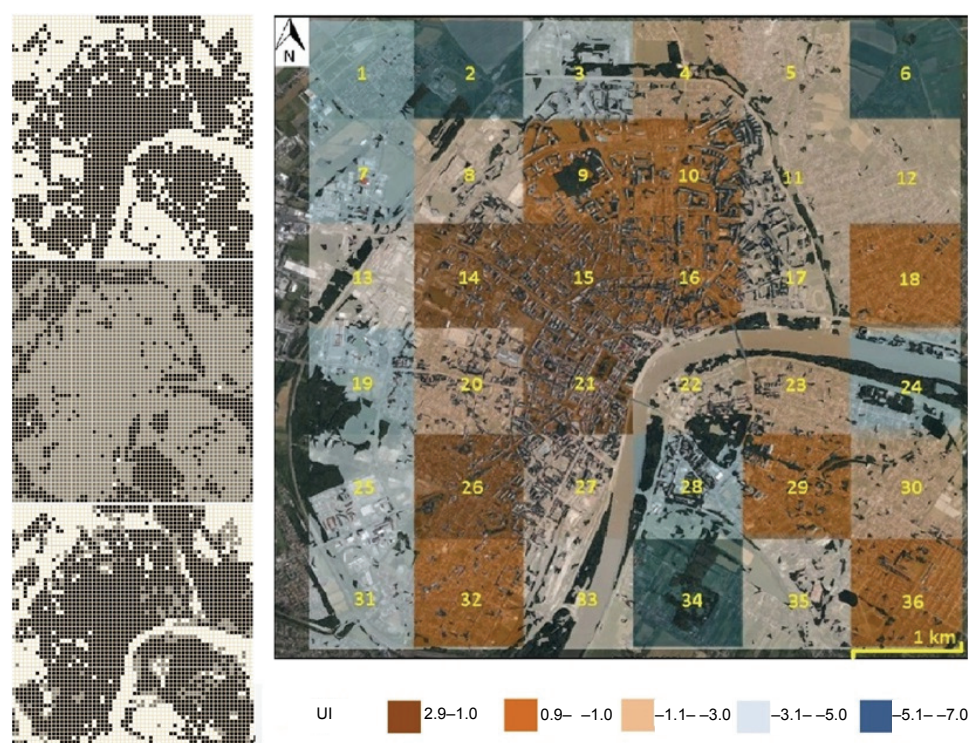 N
1 2 3 4 5 6
7 8 9 10 11 12
13 14 15 16 17 18
19 20 21 22 23 24
25 26 27 28 29 30
31 32 33 34 35 36
1 km
UI 2.9–1.0 0.9– –1.0 –1.1– –3.0 –3.1– –5.0 –5.1– –7.0